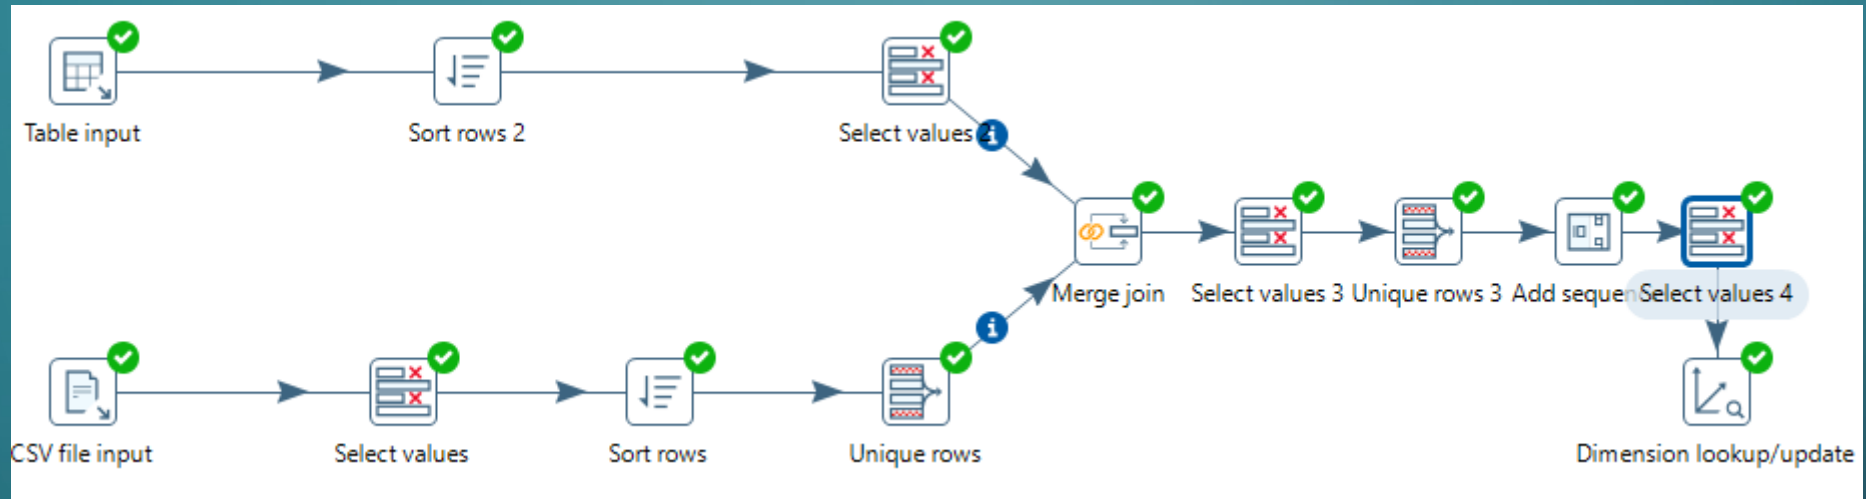 Table input
Sort rows 2
Select values 2
Merge join
Select values 3
Unique rows 3
Add sequen
Select values 4
CSV file input
Select values
Sort rows
Unique rows
Dimension lookup/update